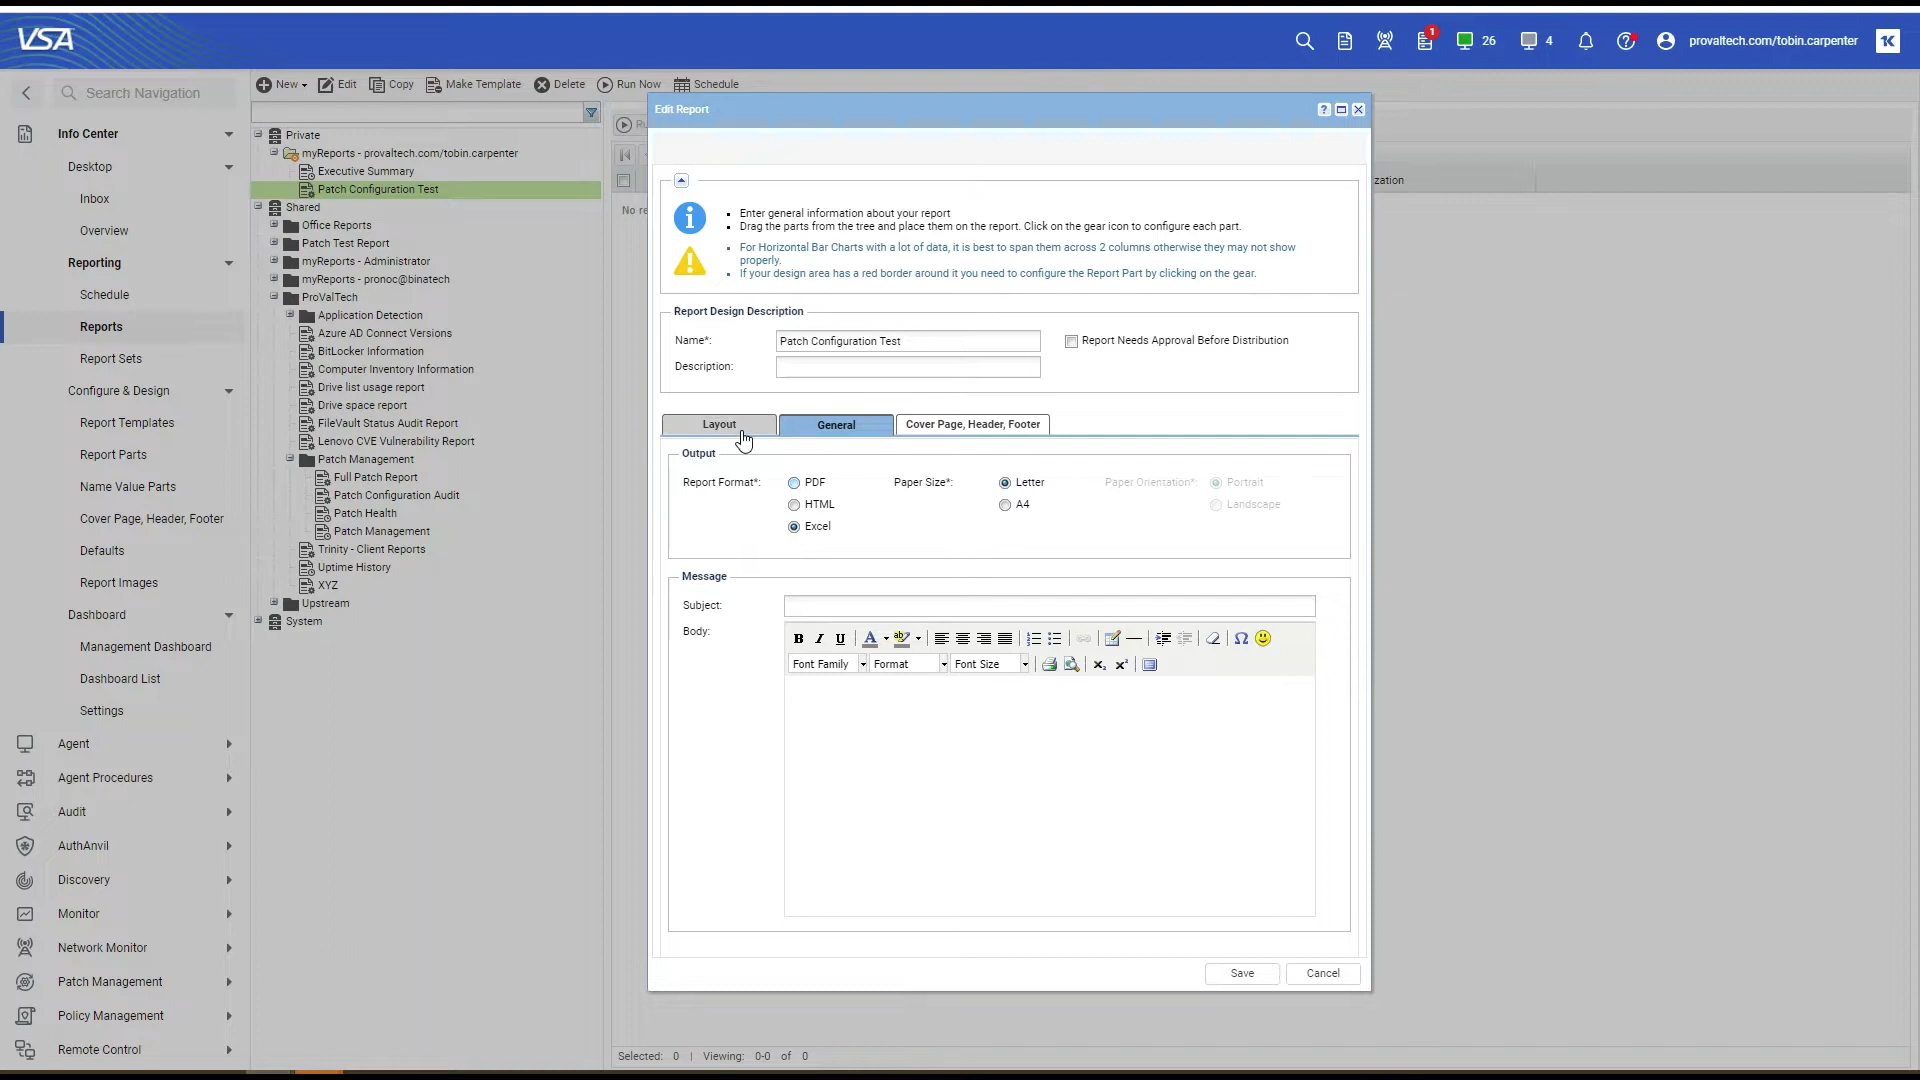 VSA
1
26
4
provaltech.com/tobin.carpenter
Search Navigation
New
Edit
Copy
Make Template
Delete
Run Now
Schedule
Info Center
Desktop
Inbox
Overview
Reporting
Schedule
Reports
Report Sets
Configure & Design
Report Templates
Report Parts
Name Value Parts
Cover Page, Header, Footer
Defaults
Report Images
Dashboard
Management Dashboard
Dashboard List
Settings
Agent
Agent Procedures
Audit
AuthAnvil
Discovery
Monitor
Network Monitor
Patch Management
Policy Management
Remote Control
Private
myReports - provaltech.com/tobin.carpenter
Executive Summary
Patch Configuration Test
Shared
Office Reports
Patch Test Report
myReports - Administrator
myReports - pronoc@binatech
ProValTech
Application Detection
Azure AD Connect Versions
BitLocker Information
Computer Inventory Information
Drive list usage report
Drive space report
FileVault Status Audit Report
Lenovo CVE Vulnerability Report
Patch Management
Full Patch Report
Patch Configuration Audit
Patch Health
Patch Management
Trinity - Client Reports
Uptime History
XYZ
Upstream
System
Edit Report
Enter general information about your report
Drag the parts from the tree and place them on the report. Click on the gear icon to configure each part.
For Horizontal Bar Charts with a lot of data, it is best to span them across 2 columns otherwise they may not show
properly.
If your design area has a red border around it you need to configure the Report Part by clicking on the gear.
Report Design Description
Name*:
Patch Configuration Test
Report Needs Approval Before Distribution
Description:
Layout
General
Cover Page, Header, Footer
Output
Report Format*:
PDF
HTML
Excel
Paper Size*:
Letter
A4
Paper Orientation*:
Portrait
Landscape
Message
Subject:
Body:
Font Family
Format
Font Size
Save
Cancel
Selected: 0 | Viewing: 0-0 of 0